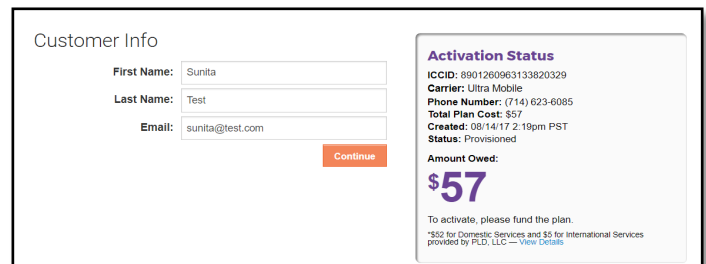 Customer Info
First Name: Sunita
Last Name: Test
Email: sunita@test.com
Continue
Activation Status
ICCID: 8901260963133820329
Carrier: Ultra Mobile
Phone Number: (714) 623-6085
Total Plan Cost: $57
Created: 08/14/17 2:19pm PST
Status: Provisioned
Amount Owed:
$57
To activate, please fund the plan.
*$52 for Domestic Services and $5 for International Services
provided by PLD, LLC — View Details